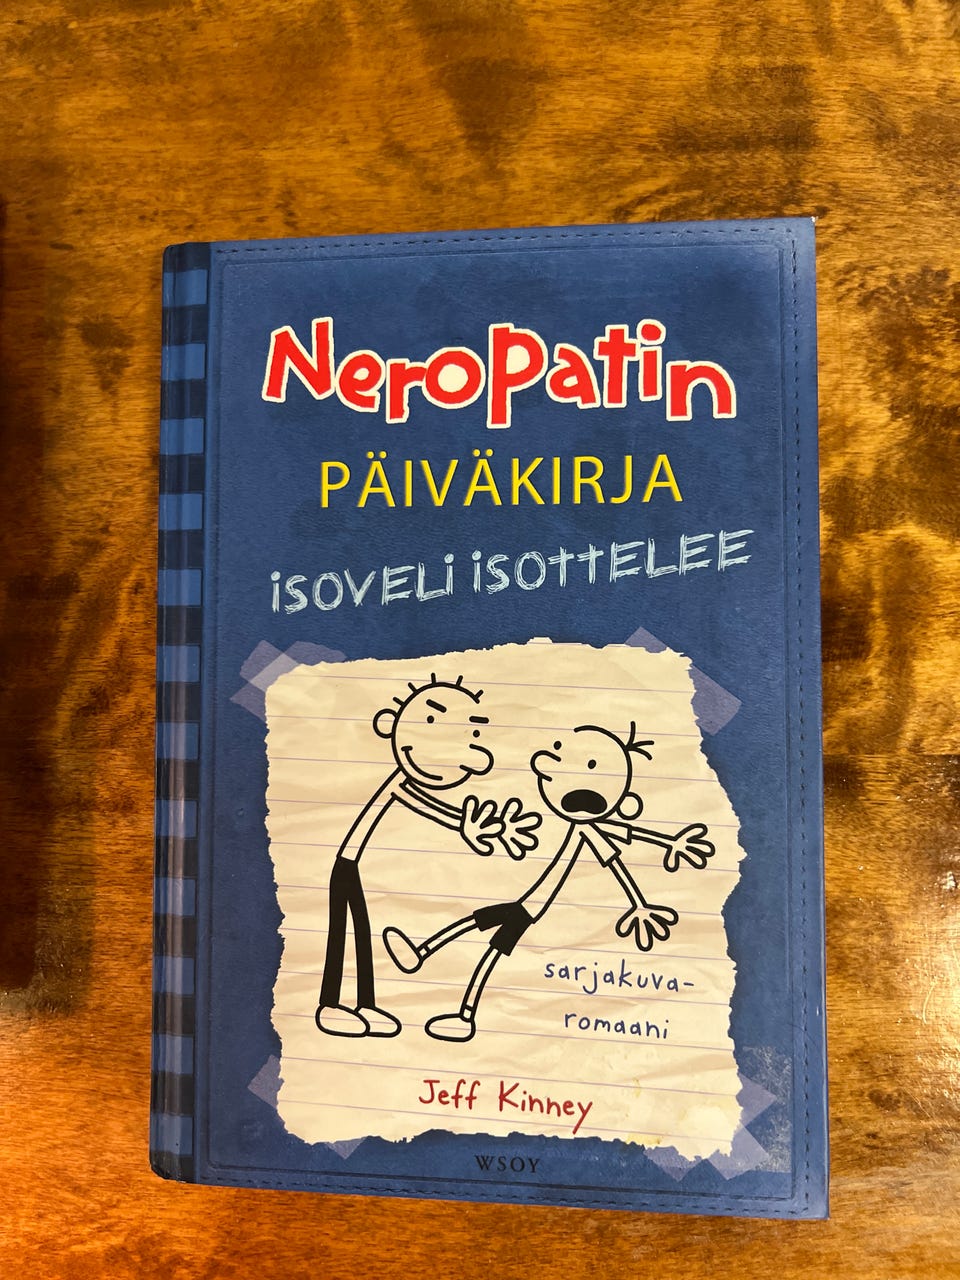 Neropatin
PÄIVÄKIRJA
iSOVELi iSOTTELEE
sarjakuva-
romaani
Jeff Kinney
WSOY